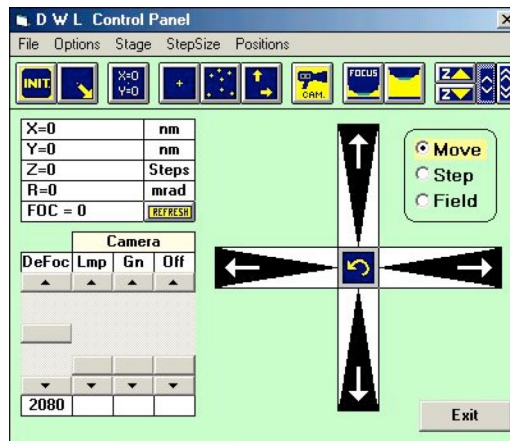 D W L Control Panel
File Options Stage StepSize Positions
INIT. X=0 Y=0 CAM. FOCUS Z Z
X=0 nm
Y=0 nm
Z=0 Steps
R=0 mrad
FOC = 0 REFRESH
Move
Step
Field
Camera
DeFoc Lmp Gn Off
2080
Exit